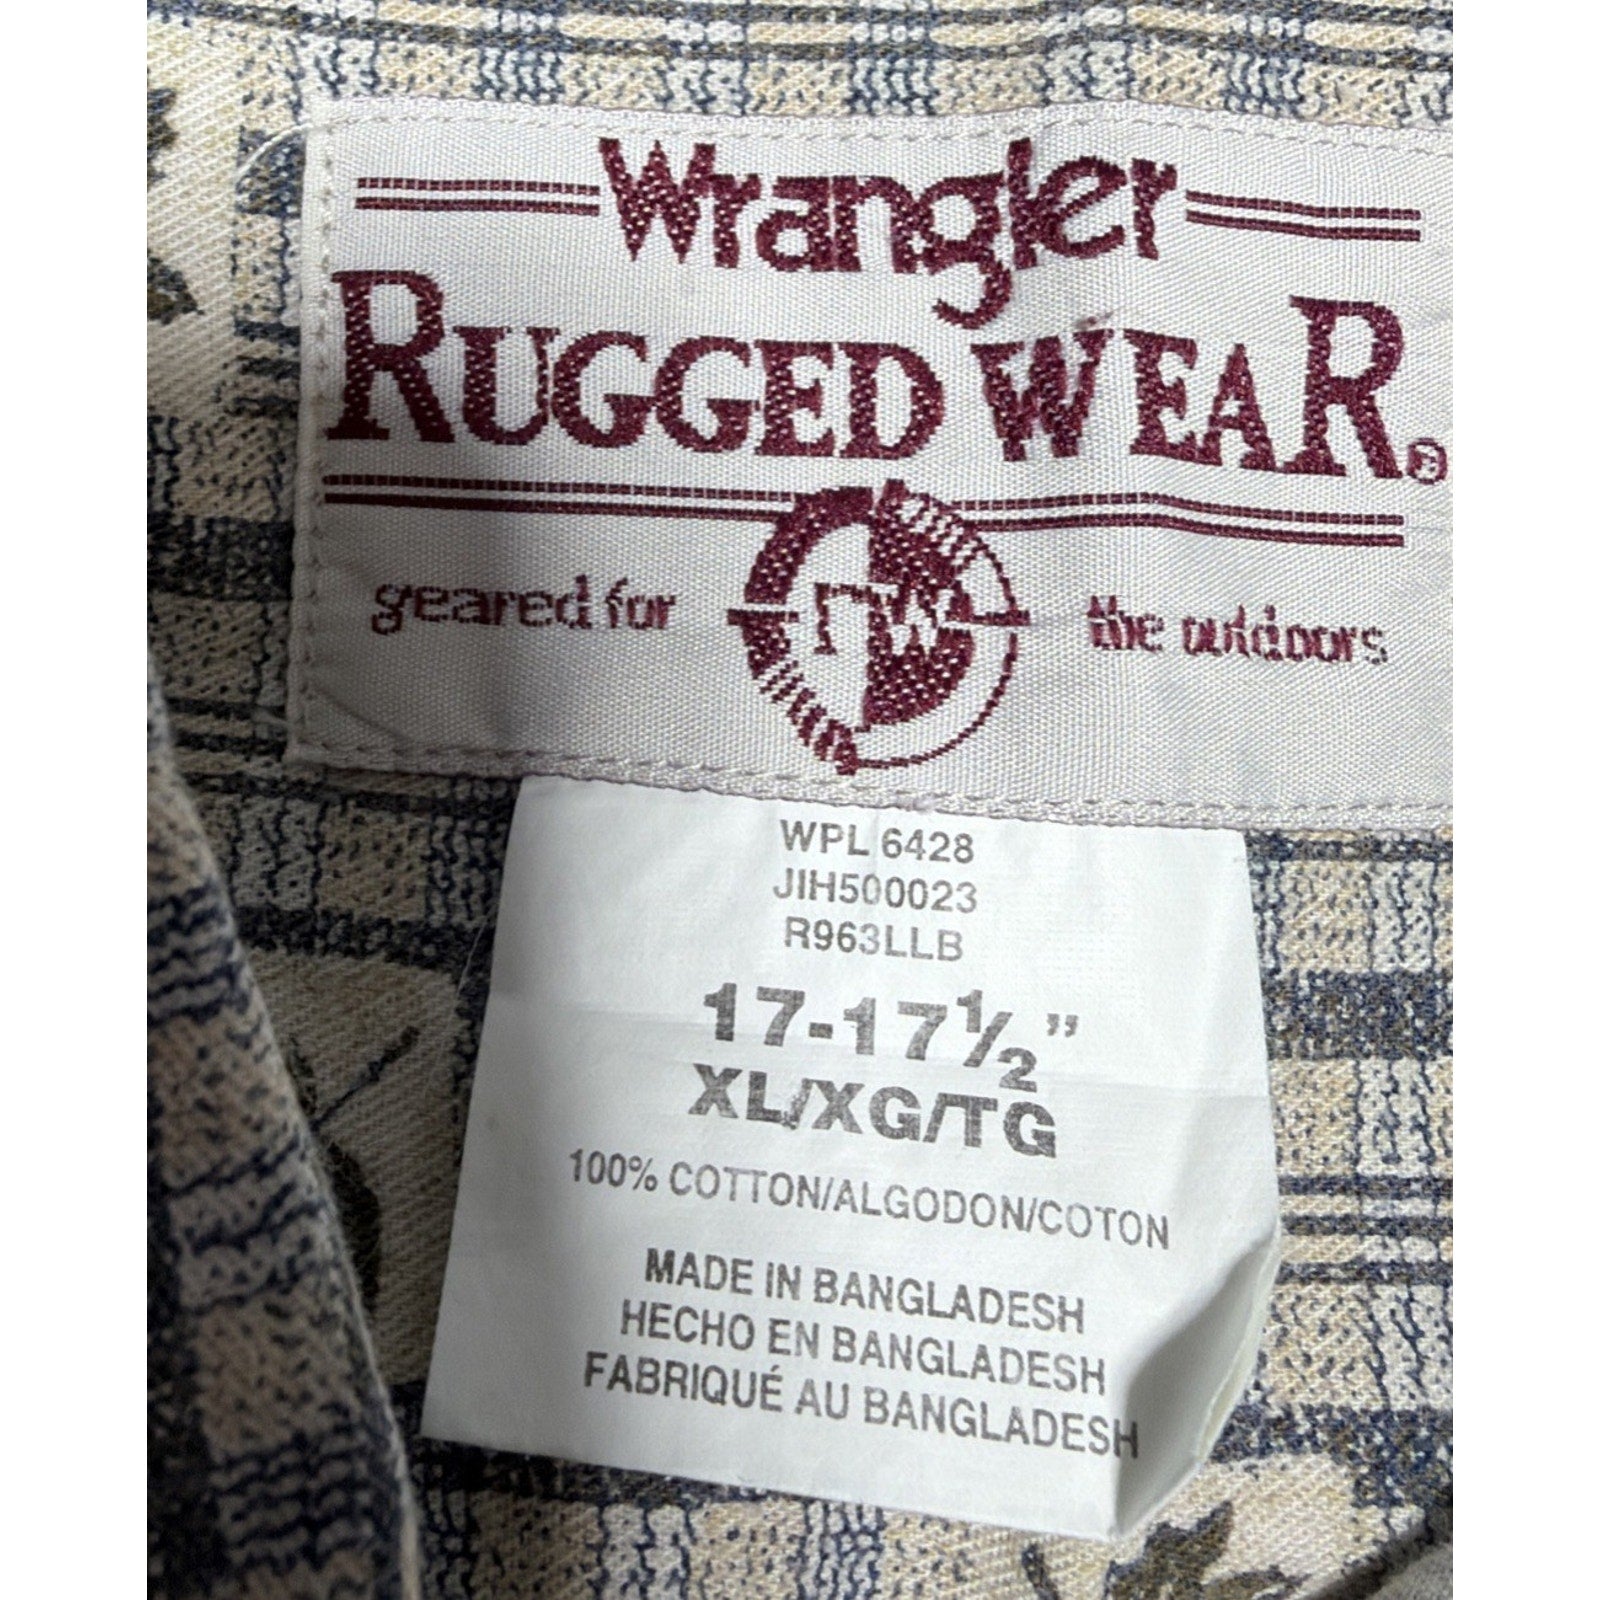 Wrangler
RUGGED WEAR®
geared for RW the outdoors
WPL 6428
JIH500023
R963LLB
17-17½”
XL/XG/TG
100% COTTON/ALGODON/COTON
MADE IN BANGLADESH
HECHO EN BANGLADESH
FABRIQUÉ AU BANGLADESH